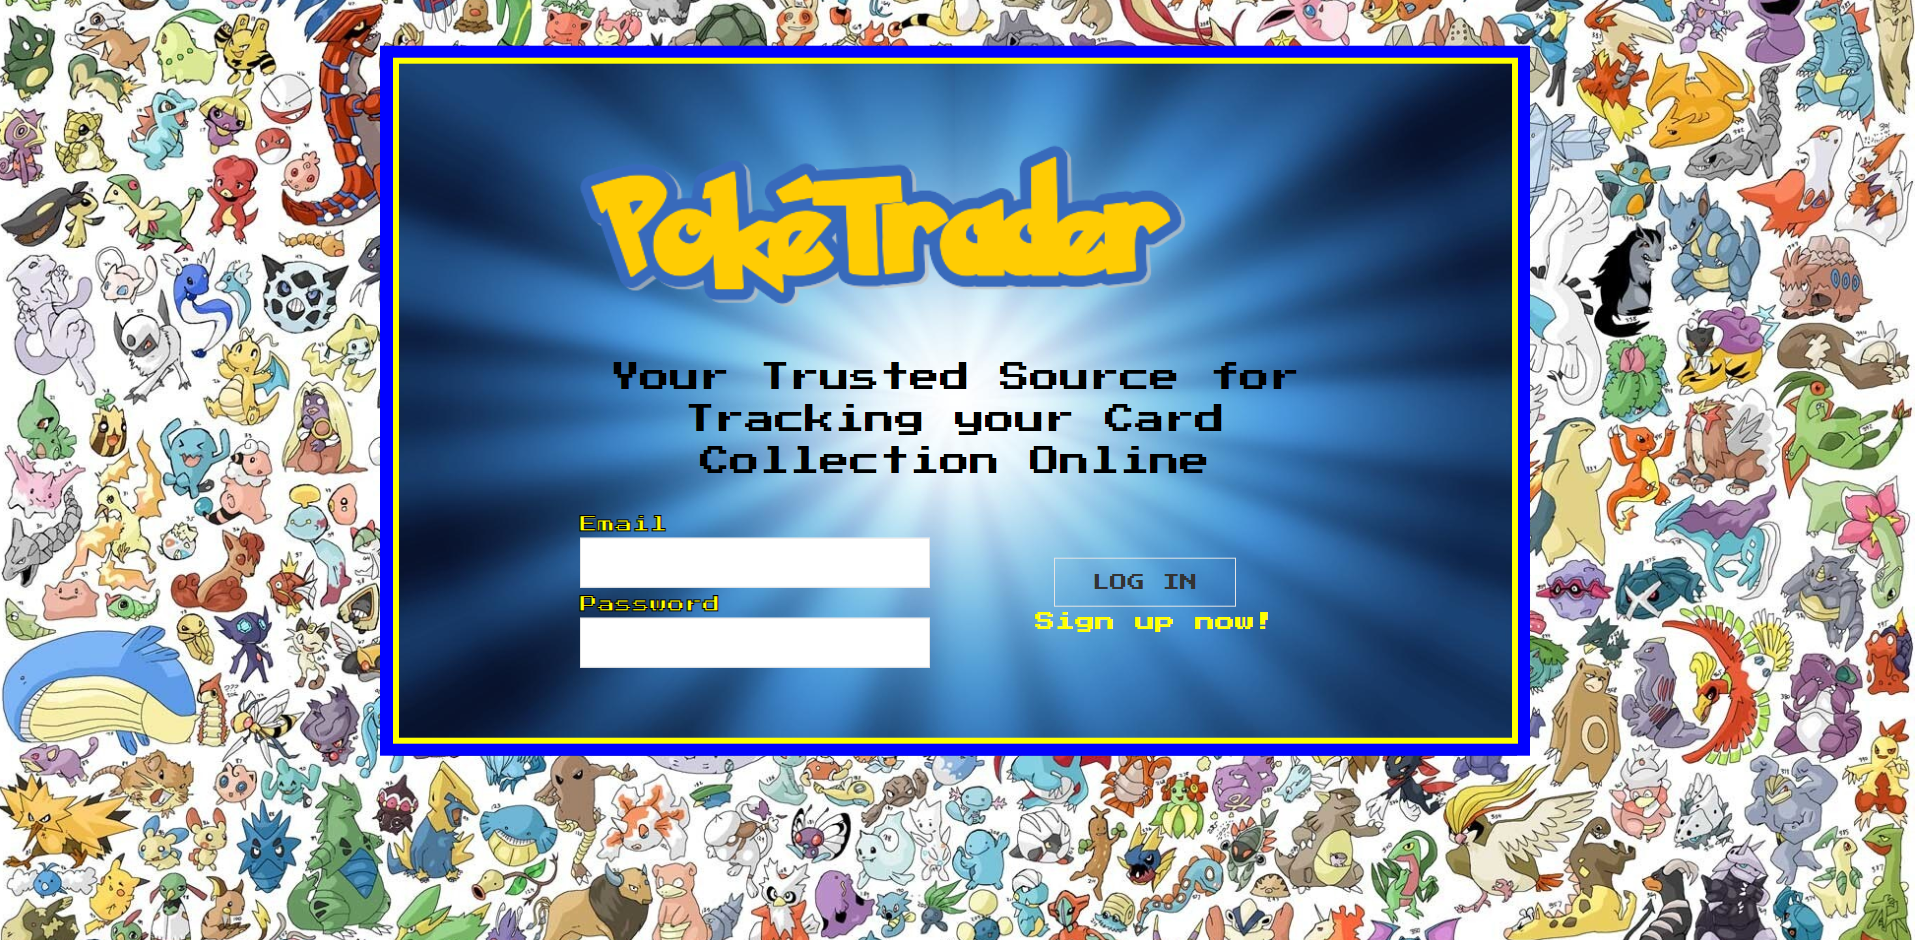 PokéTrader
Your Trusted Source for
Tracking your Card
Collection Online
Email
Password
LOG IN
Sign up now!